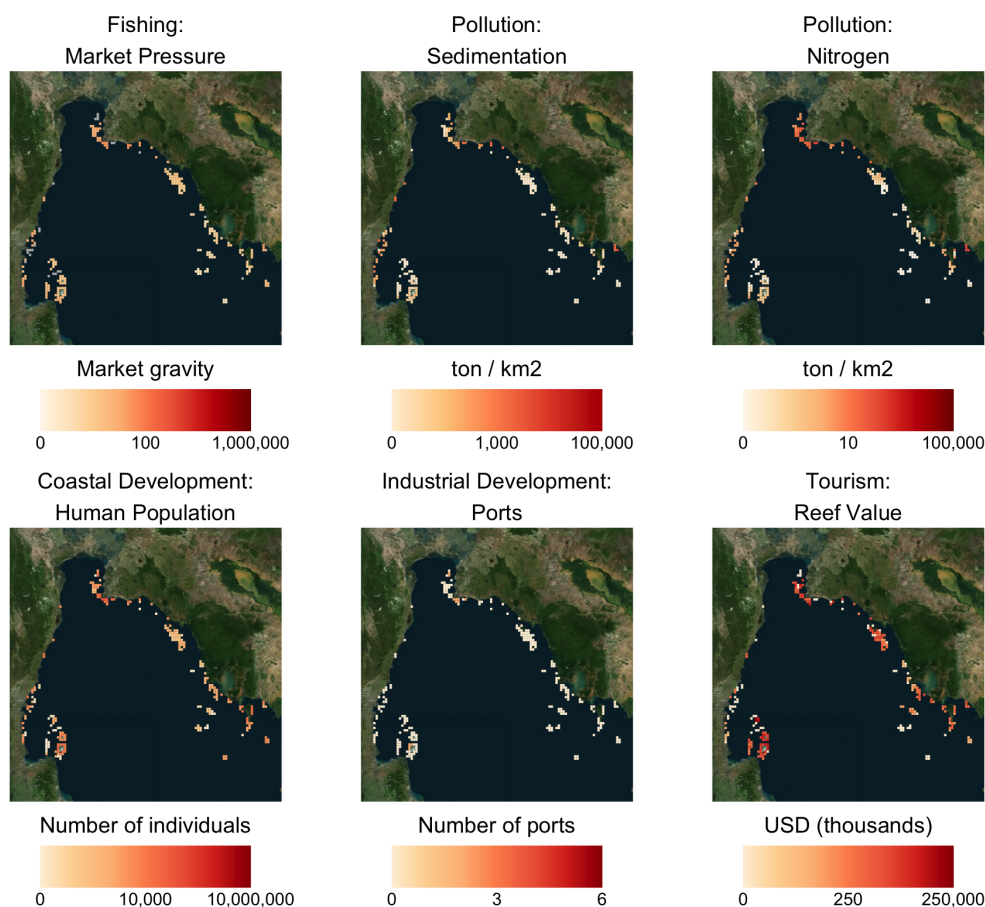 Fishing:
Market Pressure
Pollution:
Sedimentation
Pollution:
Nitrogen
Market gravity
0 100 1,000,000
ton / km2
0 1,000 100,000
ton / km2
0 10 100,000
Coastal Development:
Human Population
Industrial Development:
Ports
Tourism:
Reef Value
Number of individuals
0 10,000 10,000,000
Number of ports
0 3 6
USD (thousands)
0 250 250,000